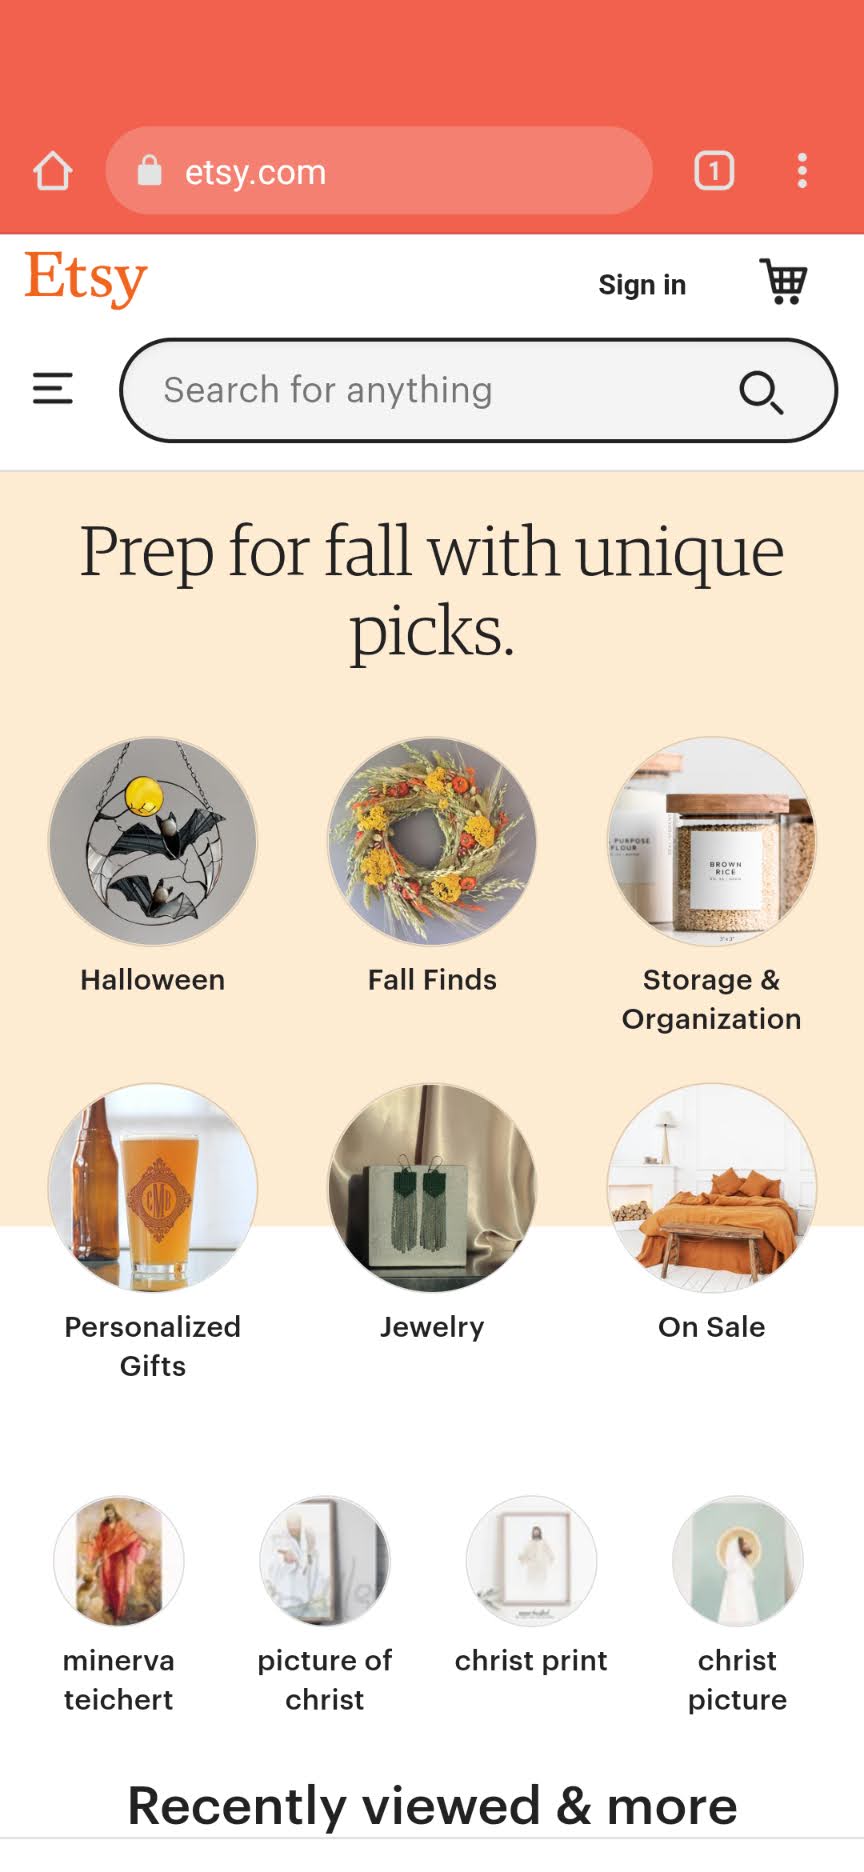 etsy.com
1
Etsy
Sign in
Search for anything
Prep for fall with unique
picks.
PURPOSE
FLOUR
BROWN
RICE
Halloween
Fall Finds
Storage &
Organization
CMB
Personalized
Gifts
Jewelry
On Sale
minerva
teichert
picture of
christ
christ print
christ
picture
Recently viewed & more